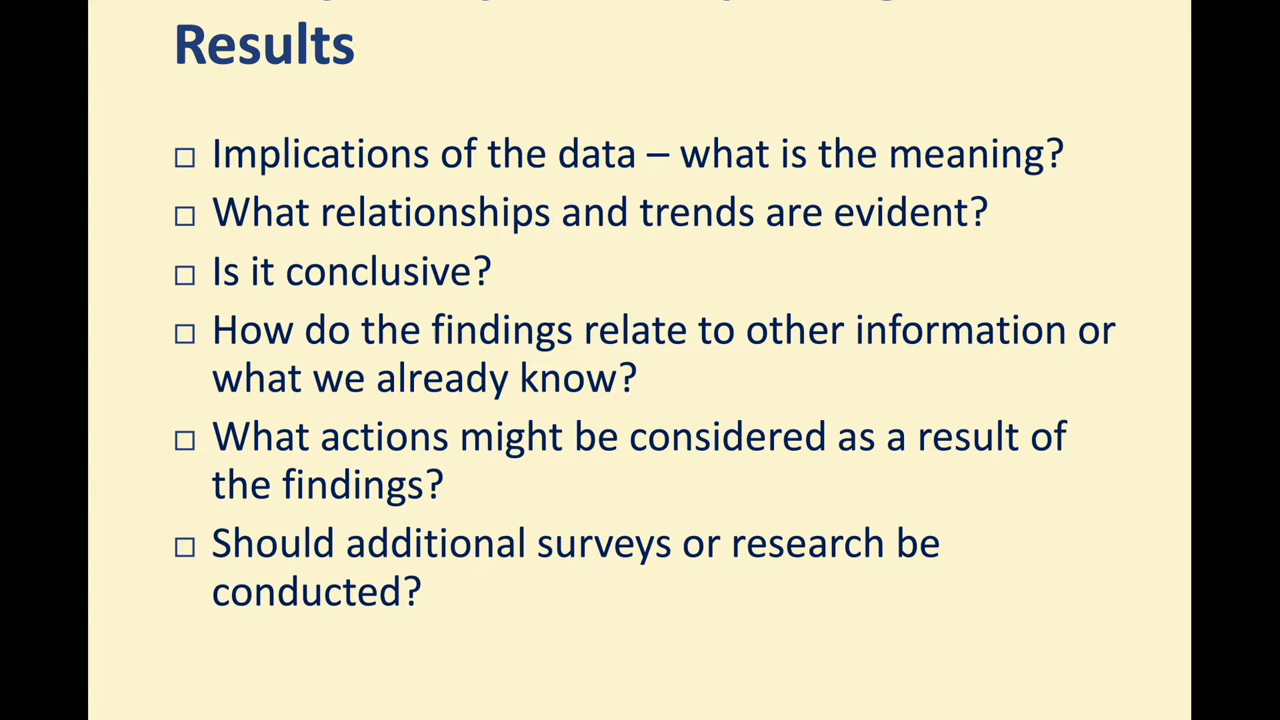 Results
□ Implications of the data – what is the meaning?
□ What relationships and trends are evident?
□ Is it conclusive?
□ How do the findings relate to other information or
what we already know?
□ What actions might be considered as a result of
the findings?
□ Should additional surveys or research be
conducted?